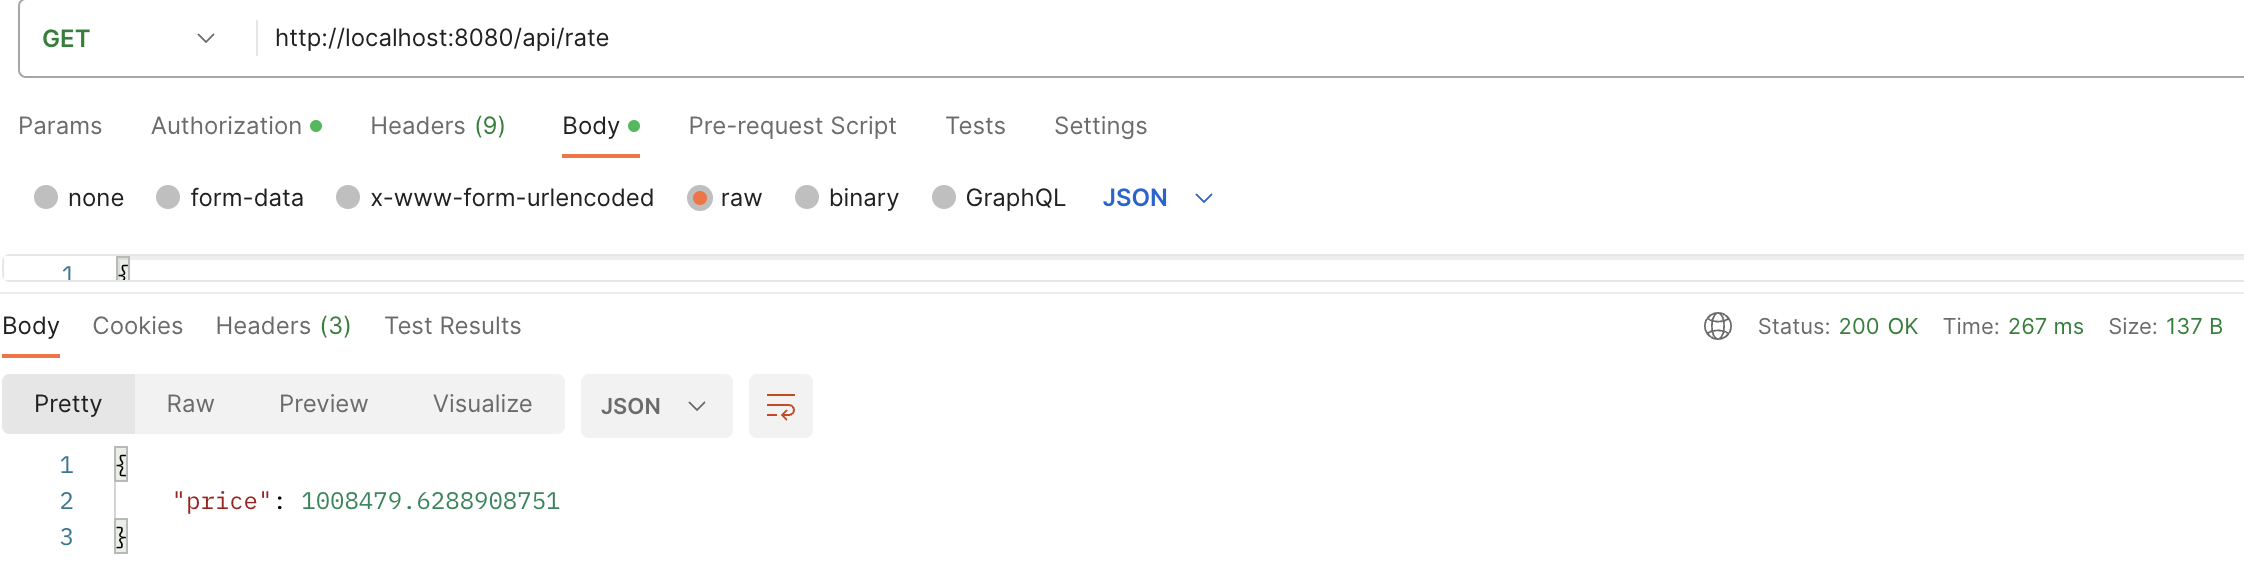 GET http://localhost:8080/api/rate
Params Authorization Headers (9) Body Pre-request Script Tests Settings
none form-data x-www-form-urlencoded raw binary GraphQL JSON
1 {
Body Cookies Headers (3) Test Results Status: 200 OK Time: 267 ms Size: 137 B
Pretty Raw Preview Visualize JSON
1 {
2 "price": 1008479.6288908751
3 }